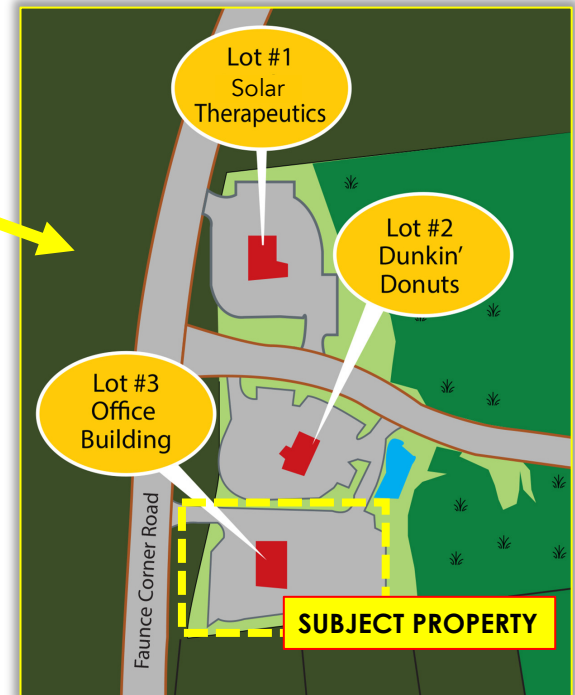 Lot #1
Solar
Therapeutics
Lot #2
Dunkin'
Donuts
Lot #3
Office
Building
Faunce Corner Road
SUBJECT PROPERTY